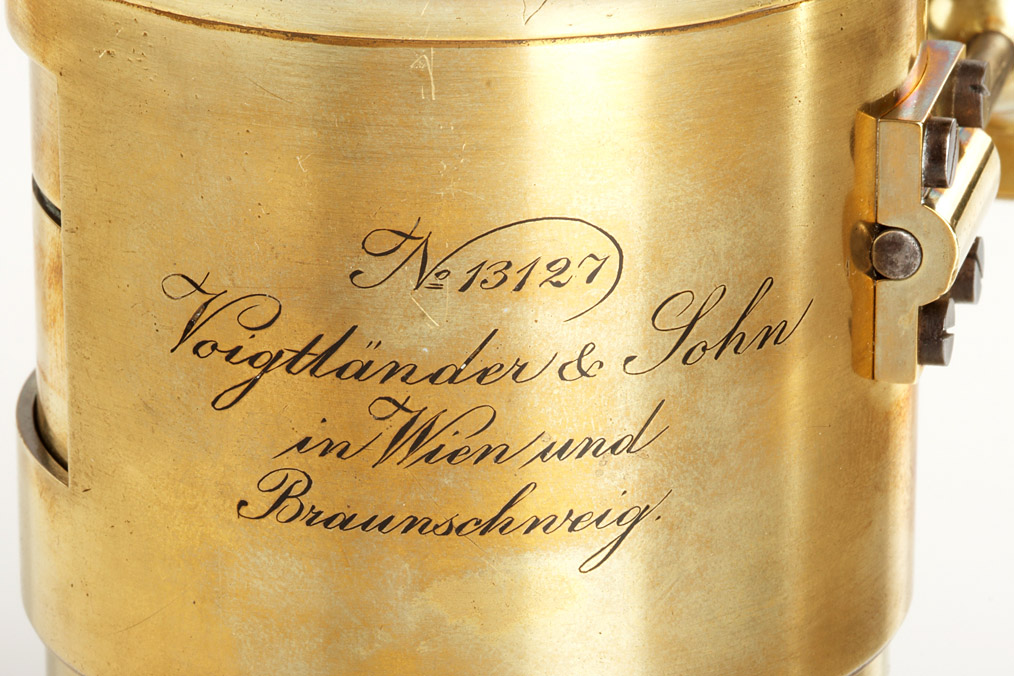 No 13127
Voigtländer & Sohn
in Wien und
Braunschweig.